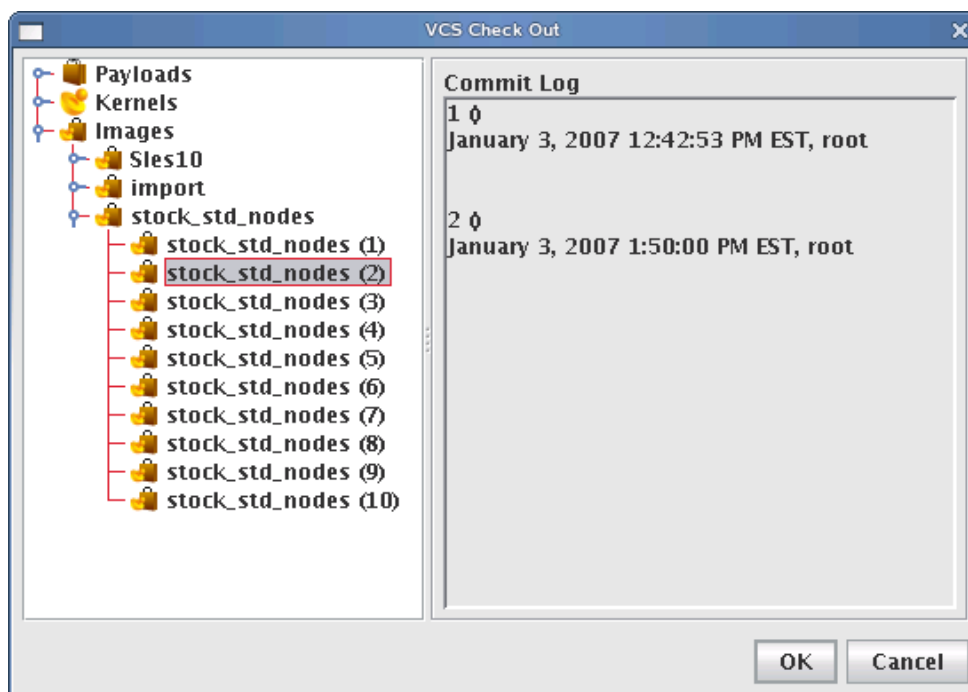 VCS Check Out
Payloads
Kernels
Images
Sles10
import
stock_std_nodes
stock_std_nodes (1)
stock_std_nodes (2)
stock_std_nodes (3)
stock_std_nodes (4)
stock_std_nodes (5)
stock_std_nodes (6)
stock_std_nodes (7)
stock_std_nodes (8)
stock_std_nodes (9)
stock_std_nodes (10)
Commit Log
1 ()
January 3, 2007 12:42:53 PM EST, root
2 ()
January 3, 2007 1:50:00 PM EST, root
OK
Cancel